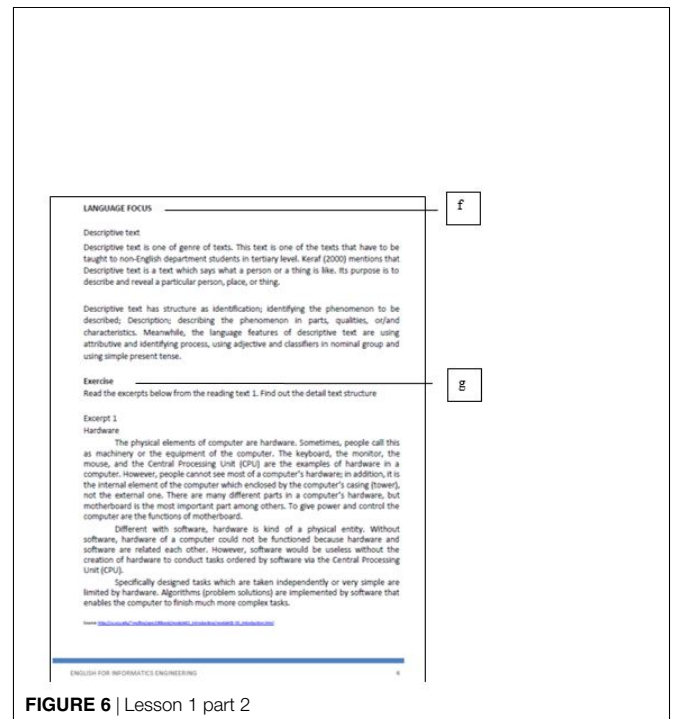 LANGUAGE FOCUS
f
Descriptive text
Descriptive text is one of genre of texts. This text is one of the texts that have to be
taught to non-English department students in tertiary level. Keraf (2000) mentions that
Descriptive text is a text which says what a person or a thing is like. Its purpose is to
describe and reveal a particular person, place, or thing.
Descriptive text has structure as identification; identifying the phenomenon to be
described; Description; describing the phenomenon in parts, qualities, or/and
characteristics. Meanwhile, the language features of descriptive text are using
attributive and identifying process, using adjective and classifiers in nominal group and
using simple present tense.
Exercise
g
Read the excerpts below from the reading text 1. Find out the detail text structure
Excerpt 1
Hardware
The physical elements of computer are hardware. Sometimes, people call this
as machinery or the equipment of the computer. The keyboard, the monitor, the
mouse, and the Central Processing Unit (CPU) are the examples of hardware in a
computer. However, people cannot see most of a computer's hardware; in addition, it is
the internal element of the computer which enclosed by the computer's casing (tower),
not the external one. There are many different parts in a computer's hardware, but
motherboard is the most important part among others. To give power and control the
computer are the functions of motherboard.
Different with software, hardware is kind of a physical entity. Without
software, hardware of a computer could not be functioned because hardware and
software are related each other. However, software would be useless without the
creation of hardware to conduct tasks ordered by software via the Central Processing
Unit (CPU).
Specifically designed tasks which are taken independently or very simple are
limited by hardware. Algorithms (problem solutions) are implemented by software that
enables the computer to finish much more complex tasks.
Source:
ENGLISH FOR INFORMATICS ENGINEERING
FIGURE 6 | Lesson 1 part 2